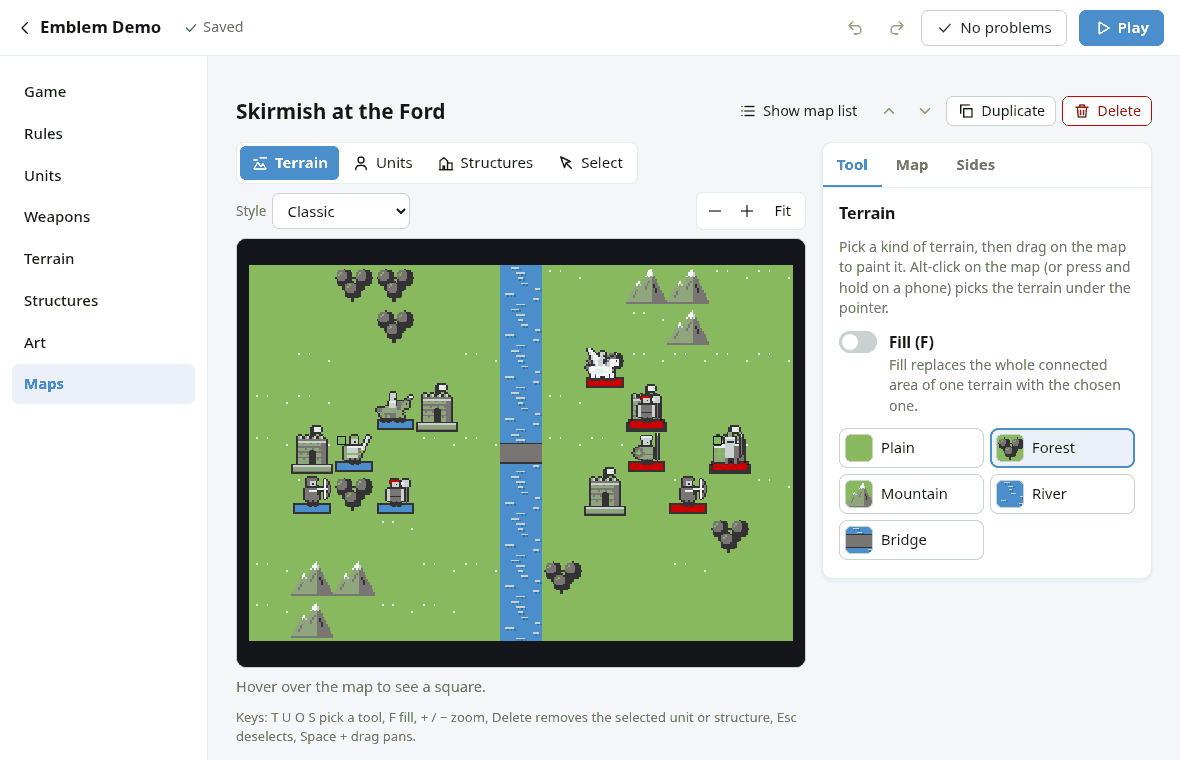 Emblem Demo
Saved
No problems
Play
Game
Rules
Units
Weapons
Terrain
Structures
Art
Maps
Skirmish at the Ford
Show map list
Duplicate
Delete
Terrain
Units
Structures
Select
Style
Classic
Fit
Hover over the map to see a square.
Keys: T U O S pick a tool, F fill, + / − zoom, Delete removes the selected unit or structure, Esc
deselects, Space + drag pans.
Tool
Map
Sides
Terrain
Pick a kind of terrain, then drag on the map
to paint it. Alt-click on the map (or press and
hold on a phone) picks the terrain under the
pointer.
Fill (F)
Fill replaces the whole connected
area of one terrain with the chosen
one.
Plain
Forest
Mountain
River
Bridge